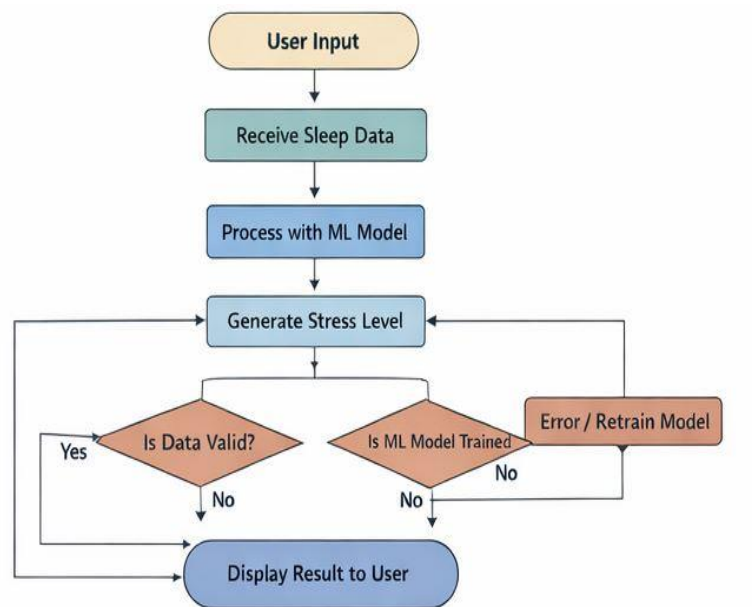 User Input
Receive Sleep Data
Process with ML Model
Generate Stress Level
Is Data Valid?
Is ML Model Trained
Error / Retrain Model
Yes
No
No
No
Display Result to User